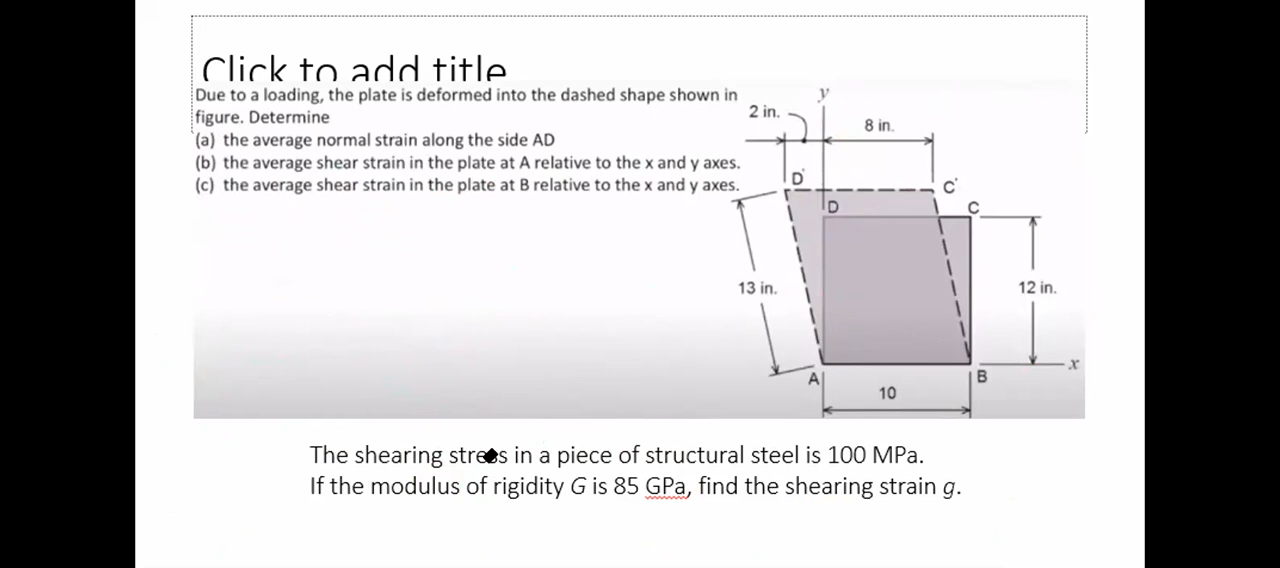 Click to add title
Due to a loading, the plate is deformed into the dashed shape shown in
figure. Determine
(a) the average normal strain along the side AD
(b) the average shear strain in the plate at A relative to the x and y axes.
(c) the average shear strain in the plate at B relative to the x and y axes.
y
2 in.
8 in.
D'
C'
D
C
13 in.
12 in.
x
A
B
10
The shearing stress in a piece of structural steel is 100 MPa.
If the modulus of rigidity G is 85 GPa, find the shearing strain g.